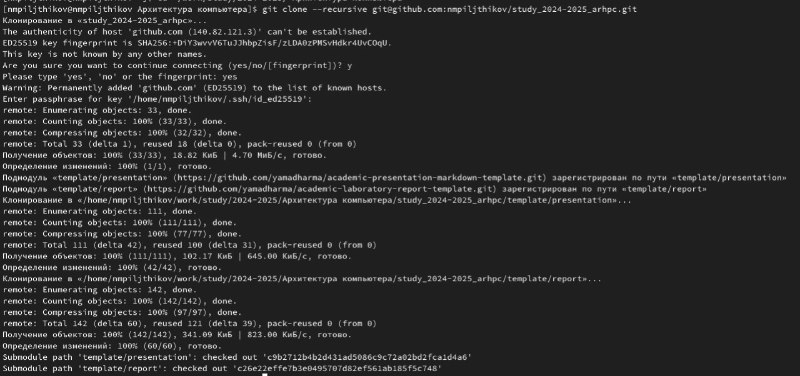 [nmpiljthikov@nmpiljthikov Архитектура компьютера]$ git clone --recursive git@github.com:nmpiljthikov/study_2024-2025_arhpc.git
Клонирование в «study_2024-2025_arhpc»...
The authenticity of host 'github.com (140.82.121.3)' can't be established.
ED25519 key fingerprint is SHA256:+DiY3wvvV6TuJJhbpZisF/zLDA0zPMSvHdkr4UvCOqU.
This key is not known by any other names.
Are you sure you want to continue connecting (yes/no/[fingerprint])? y
Please type 'yes', 'no' or the fingerprint: yes
Warning: Permanently added 'github.com' (ED25519) to the list of known hosts.
Enter passphrase for key '/home/nmpiljthikov/.ssh/id_ed25519':
remote: Enumerating objects: 33, done.
remote: Counting objects: 100% (33/33), done.
remote: Compressing objects: 100% (32/32), done.
remote: Total 33 (delta 1), reused 18 (delta 0), pack-reused 0 (from 0)
Получение объектов: 100% (33/33), 18.82 КиБ | 4.70 МиБ/с, готово.
Определение изменений: 100% (1/1), готово.
Подмодуль «template/presentation» (https://github.com/yamadharma/academic-presentation-markdown-template.git) зарегистрирован по пути «template/presentation»
Подмодуль «template/report» (https://github.com/yamadharma/academic-laboratory-report-template.git) зарегистрирован по пути «template/report»
Клонирование в «/home/nmpiljthikov/work/study/2024-2025/Архитектура компьютера/study_2024-2025_arhpc/template/presentation»...
remote: Enumerating objects: 111, done.
remote: Counting objects: 100% (111/111), done.
remote: Compressing objects: 100% (77/77), done.
remote: Total 111 (delta 42), reused 100 (delta 31), pack-reused 0 (from 0)
Получение объектов: 100% (111/111), 102.17 КиБ | 645.00 КиБ/с, готово.
Определение изменений: 100% (42/42), готово.
Клонирование в «/home/nmpiljthikov/work/study/2024-2025/Архитектура компьютера/study_2024-2025_arhpc/template/report»...
remote: Enumerating objects: 142, done.
remote: Counting objects: 100% (142/142), done.
remote: Compressing objects: 100% (97/97), done.
remote: Total 142 (delta 60), reused 121 (delta 39), pack-reused 0 (from 0)
Получение объектов: 100% (142/142), 341.09 КиБ | 823.00 КиБ/с, готово.
Определение изменений: 100% (60/60), готово.
Submodule path 'template/presentation': checked out 'c9b2712b4b2d431ad5086c9c72a02bd2fca1d4a6'
Submodule path 'template/report': checked out 'c26e22effe7b3e0495707d82ef561ab185f5c748'